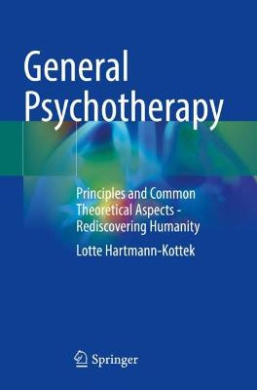 General
Psychotherapy
Principles and Common
Theoretical Aspects -
Rediscovering Humanity
Lotte Hartmann-Kottek
Springer